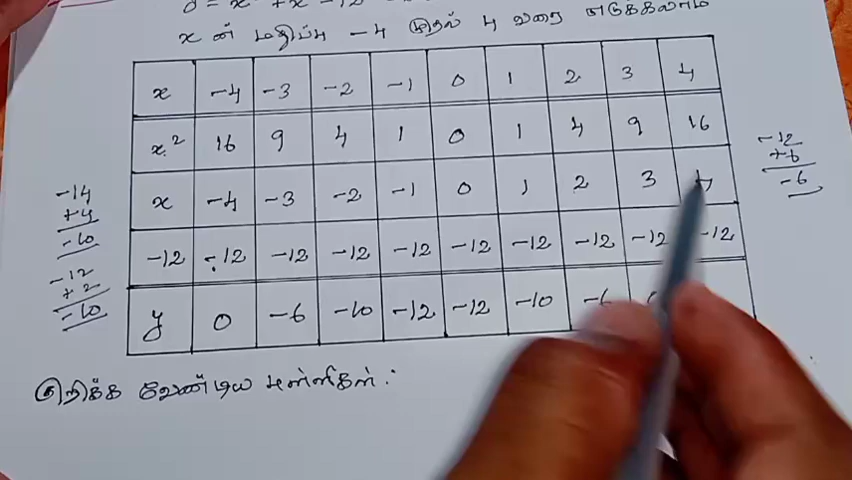 y = x² + x - 12
x ன் மதிப்பு -4 முதல் 4 வரை எடுக்கலாம்
x -4 -3 -2 -1 0 1 2 3 4
x² 16 9 4 1 0 1 4 9 16
x -4 -3 -2 -1 0 1 2 3 4
-12 -12 -12 -12 -12 -12 -12 -12 -12 -12
y 0 -6 -10 -12 -12 -10 -6
குறிக்க வேண்டிய புள்ளிகள் :
-14
+4
-10
-12
+2
-10
-12
+6
-6